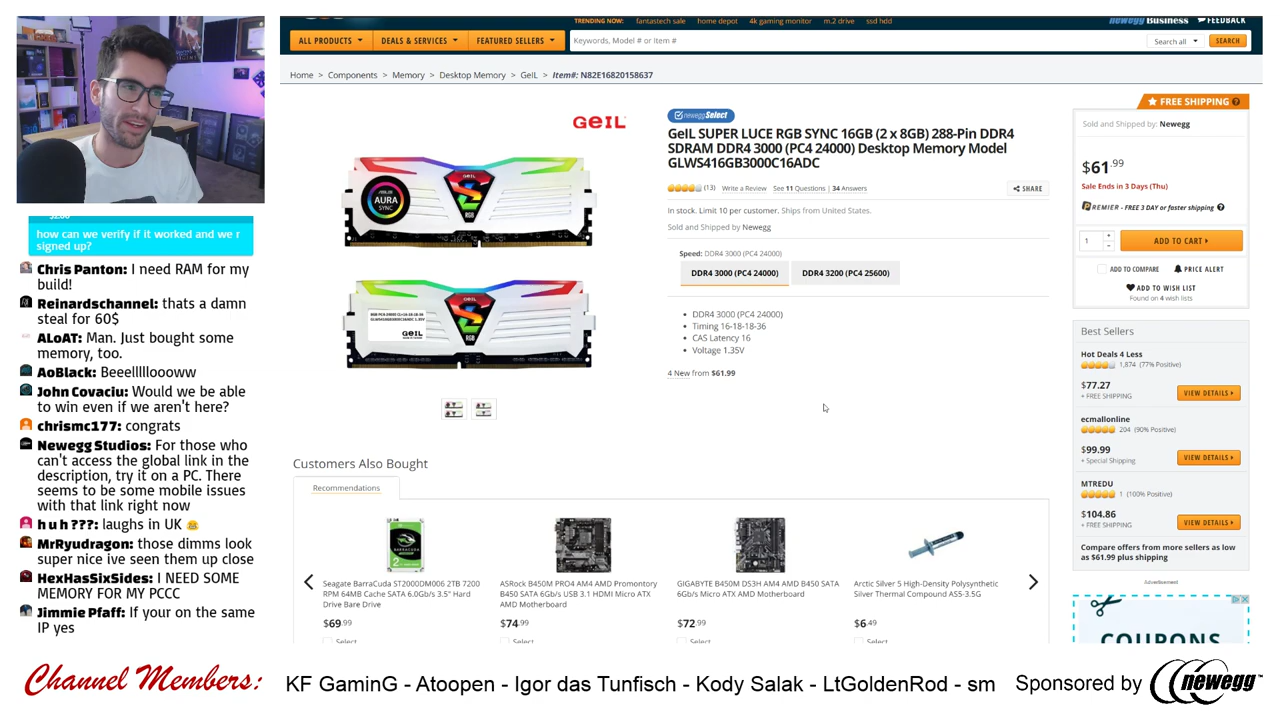 TRENDING NOW: fantastech sale home depot 4k gaming monitor m.2 drive ssd hdd
newegg Business FEEDBACK
ALL PRODUCTS DEALS & SERVICES FEATURED SELLERS Keywords, Model # or Item # Search all SEARCH
Home > Components > Memory > Desktop Memory > GeIL > Item#: N82E16820158637
GEIL
ASUS
AURA
SYNC
GEIL
RGB
GEIL
RGB
neweggSelect
GeIL SUPER LUCE RGB SYNC 16GB (2 x 8GB) 288-Pin DDR4
SDRAM DDR4 3000 (PC4 24000) Desktop Memory Model
GLWS416GB3000C16ADC
(13) Write a Review See 11 Questions | 34 Answers SHARE
In stock. Limit 10 per customer. Ships from United States.
Sold and Shipped by Newegg
Speed: DDR4 3000 (PC4 24000)
DDR4 3000 (PC4 24000) DDR4 3200 (PC4 25600)
DDR4 3000 (PC4 24000)
Timing 16-18-18-36
CAS Latency 16
Voltage 1.35V
4 New from $61.99
FREE SHIPPING ?
Sold and Shipped by: Newegg
$61.99
Sale Ends in 3 Days (Thu)
PREMIER - FREE 3 DAY or faster shipping ?
1 + - ADD TO CART
ADD TO COMPARE PRICE ALERT
ADD TO WISH LIST
Found on 4 wish lists
Best Sellers
Hot Deals 4 Less
1,874 (77% Positive)
$77.27
+ FREE SHIPPING
VIEW DETAILS
ecmallonline
204 (90% Positive)
$99.99
+ Special Shipping
VIEW DETAILS
MTREDU
1 (100% Positive)
$104.86
+ FREE SHIPPING
VIEW DETAILS
Compare offers from more sellers as low
as $61.99 plus shipping
Advertisement
COUPONS
Customers Also Bought
Recommendations
Seagate BarraCuda ST2000DM006 2TB 7200
RPM 64MB Cache SATA 6.0Gb/s 3.5" Hard
Drive Bare Drive
$69.99
Select
ASRock B450M PRO4 AM4 AMD Promontory
B450 SATA 6Gb/s USB 3.1 HDMI Micro ATX
AMD Motherboard
$74.99
Select
GIGABYTE B450M DS3H AM4 AMD B450 SATA
6Gb/s Micro ATX AMD Motherboard
$72.99
Select
Arctic Silver 5 High-Density Polysynthetic
Silver Thermal Compound AS5-3.5G
$6.49
Select
$2.00
how can we verify if it worked and we r
signed up?
Chris Panton: I need RAM for my
build!
Reinardschannel: thats a damn
steal for 60$
ALoAT: Man. Just bought some
memory, too.
AoBlack: Beeelllllloooww
John Covaciu: Would we be able
to win even if we aren't here?
chrismc177: congrats
Newegg Studios: For those who
can't access the global link in the
description, try it on a PC. There
seems to be some mobile issues
with that link right now
h u h ???: laughs in UK 😂
MrRyudragon: those dimms look
super nice ive seen them up close
HexHasSixSides: I NEED SOME
MEMORY FOR MY PCCC
Jimmie Pfaff: If your on the same
IP yes
Channel Members: KF GaminG - Atoopen - Igor das Tunfisch - Kody Salak - LtGoldenRod - sm Sponsored by newegg